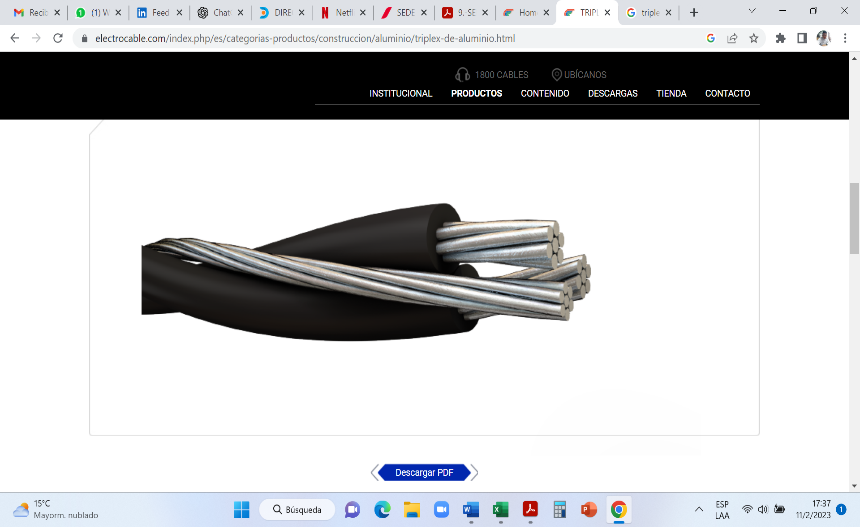 Recib
(1) W
Feed
Chat
DIRE
Netfl
SEDE
9. SE
Hom
TRIPL
triple
electrocable.com/index.php/es/categorias-productos/construccion/aluminio/triplex-de-aluminio.html
1800 CABLES UBÍCANOS
INSTITUCIONAL PRODUCTOS CONTENIDO DESCARGAS TIENDA CONTACTO
Descargar PDF
15°C
Mayorm. nublado
Búsqueda
ESP
LAA
17:37
11/2/2023
1